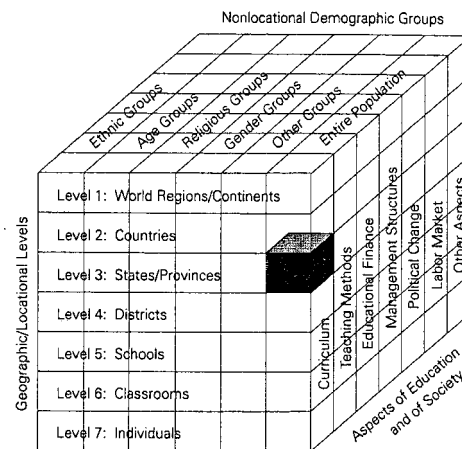 Nonlocational Demographic Groups
Ethnic Groups
Age Groups
Religious Groups
Gender Groups
Other Groups
Entire Population
Geographic/Locational Levels
Level 1: World Regions/Continents
Level 2: Countries
Level 3: States/Provinces
Level 4: Districts
Level 5: Schools
Level 6: Classrooms
Level 7: Individuals
Curriculum
Teaching Methods
Educational Finance
Management Structures
Political Change
Labor Market
Other Aspects
Aspects of Education
and of Society